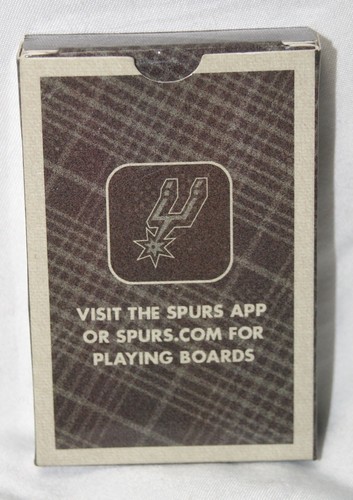 VISIT THE SPURS APP
OR SPURS.COM FOR
PLAYING BOARDS